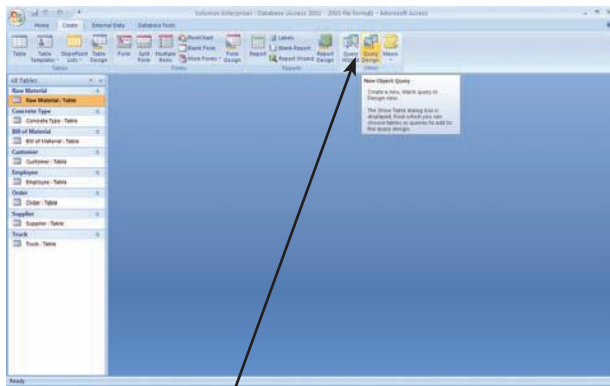 Solomon Enterprises : Database (Access 2002 - 2003 file format) - Microsoft Access
Home Create External Data Database Tools
Table
Table Templates
SharePoint Lists
Table Design
Tables
Form
Split Form
Multiple Items
PivotChart
Blank Form
More Forms
Form Design
Forms
Report
Labels
Blank Report
Report Wizard
Report Design
Reports
Query Wizard
Query Design
Macro
Other
All Tables
Raw Material
Raw Material : Table
Concrete Type
Concrete Type : Table
Bill of Material
Bill of Material : Table
Customer
Customer : Table
Employee
Employee : Table
Order
Order : Table
Supplier
Supplier : Table
Truck
Truck : Table
New Object: Query
Create a new, blank query in
Design view.
The Show Table dialog box is
displayed, from which you can
choose tables or queries to add to
the query design.
Ready